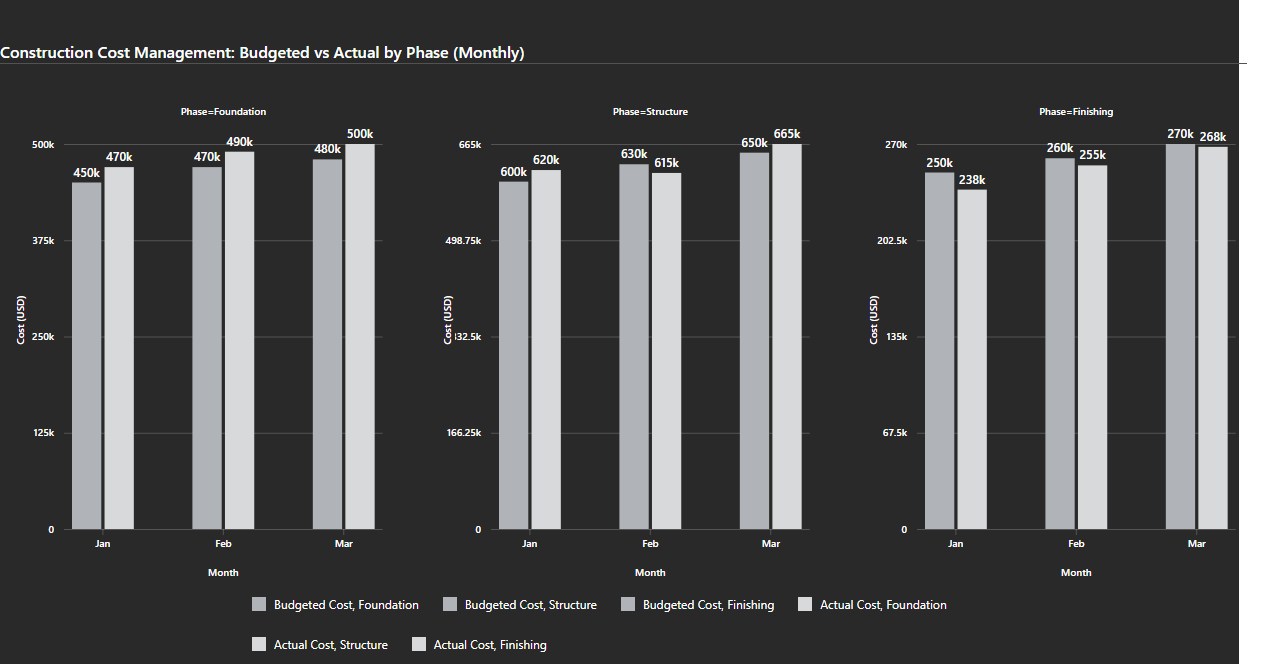 Construction Cost Management: Budgeted vs Actual by Phase (Monthly)
Phase=Foundation
Phase=Structure
Phase=Finishing
500k
375k
250k
125k
0
Cost (USD)
450k
470k
470k
490k
480k
500k
Jan
Feb
Mar
Month
665k
498.75k
332.5k
166.25k
0
Cost (USD)
600k
620k
630k
615k
650k
665k
Jan
Feb
Mar
Month
270k
202.5k
135k
67.5k
0
Cost (USD)
250k
238k
260k
255k
270k
268k
Jan
Feb
Mar
Month
Budgeted Cost, Foundation
Budgeted Cost, Structure
Budgeted Cost, Finishing
Actual Cost, Foundation
Actual Cost, Structure
Actual Cost, Finishing